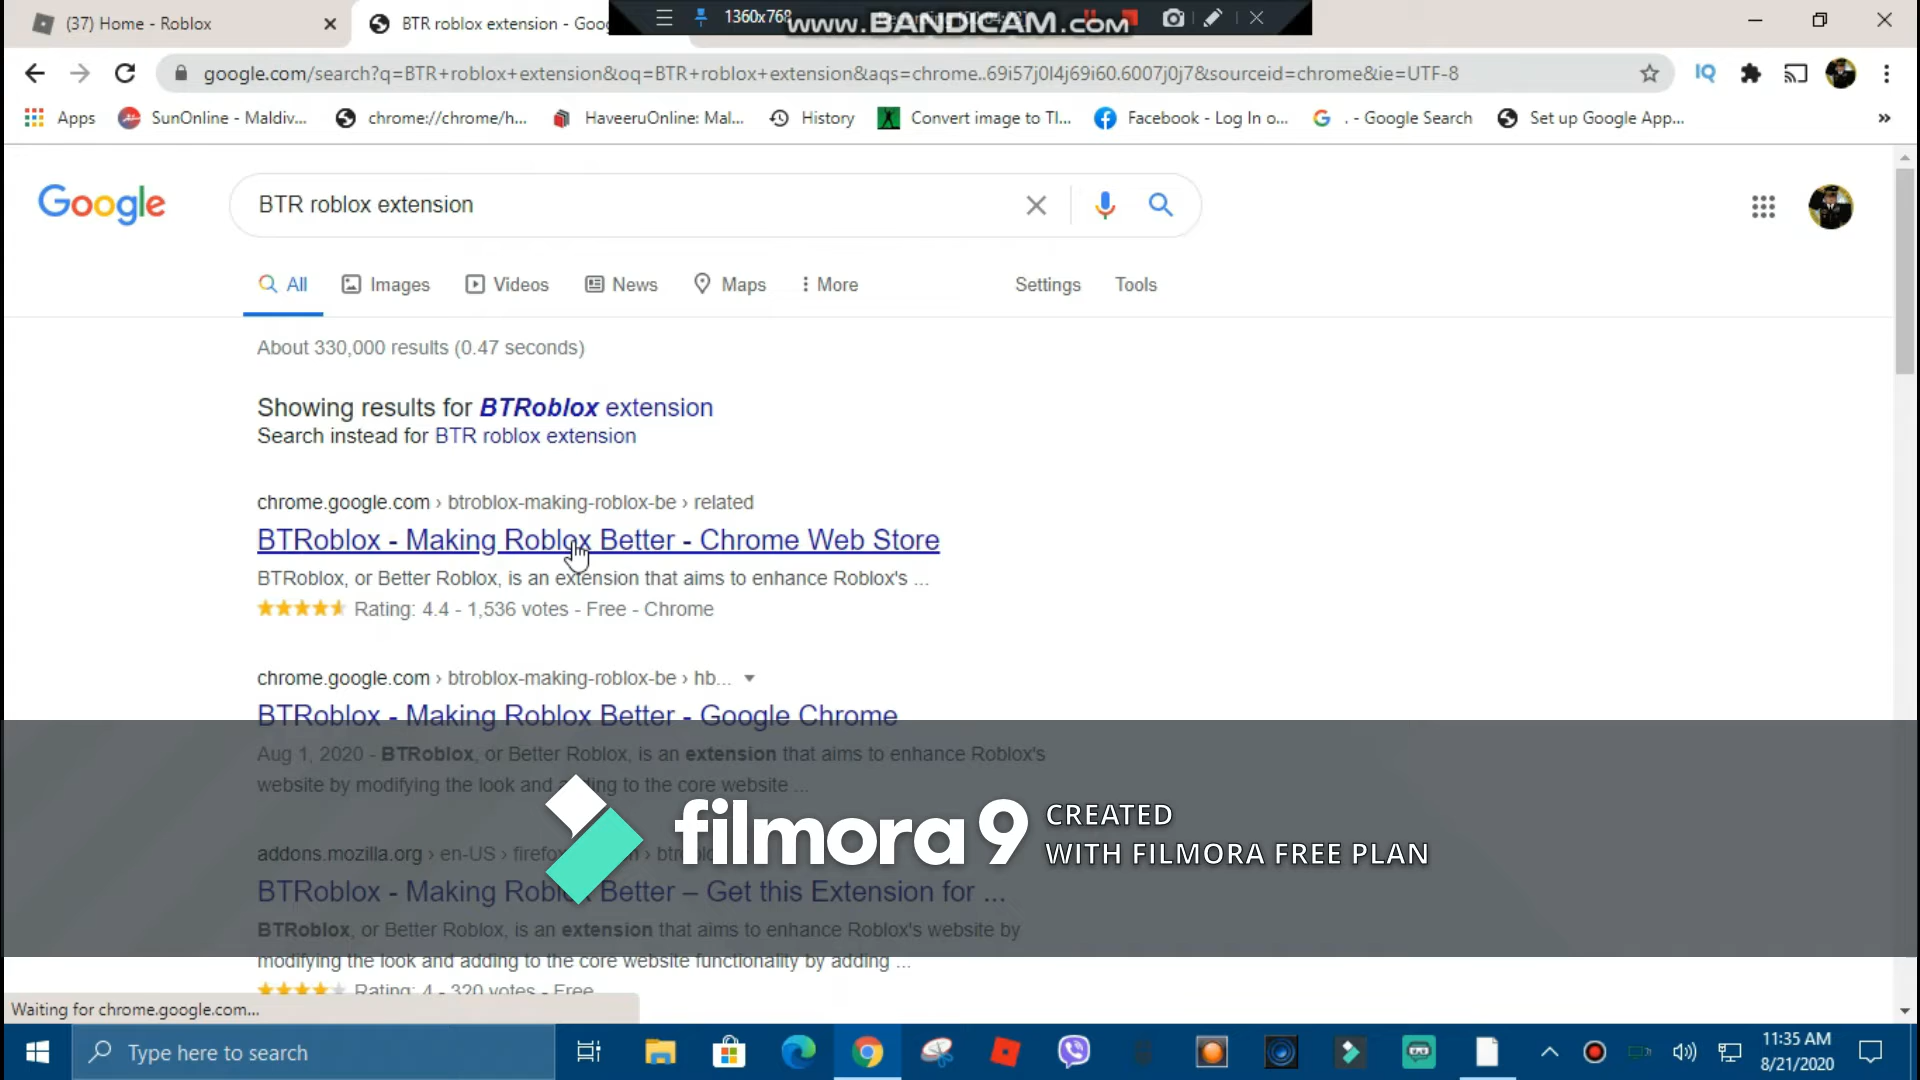 (37) Home - Roblox
BTR roblox extension - Goo
1360x768
www.BANDICAM.com
google.com/search?q=BTR+roblox+extension&oq=BTR+roblox+extension&aqs=chrome..69i57j0l4j69i60.6007j0j7&sourceid=chrome&ie=UTF-8
IQ
Apps
SunOnline - Maldiv...
chrome://chrome/h...
HaveeruOnline: Mal...
History
Convert image to Tl...
Facebook - Log In o...
. - Google Search
Set up Google App...
»
Google
BTR roblox extension
All
Images
Videos
News
Maps
More
Settings
Tools
About 330,000 results (0.47 seconds)
Showing results for BTRoblox extension
Search instead for BTR roblox extension
chrome.google.com › btroblox-making-roblox-be › related
BTRoblox - Making Roblox Better - Chrome Web Store
BTRoblox, or Better Roblox, is an extension that aims to enhance Roblox's ...
Rating: 4.4 - 1,536 votes - Free - Chrome
chrome.google.com › btroblox-making-roblox-be › hb...
BTRoblox - Making Roblox Better - Google Chrome
Aug 1, 2020 - BTRoblox, or Better Roblox, is an extension that aims to enhance Roblox's
website by modifying the look and adding to the core website ...
filmora9
CREATED
WITH FILMORA FREE PLAN
addons.mozilla.org › en-US ›
BTRoblox - Making Roblox Better – Get this Extension for ...
BTRoblox, or Better Roblox, is an extension that aims to enhance Roblox's website by
modifying the look and adding to the core website functionality by adding ...
Rating: 4 - 320 votes - Free
Waiting for chrome.google.com...
Type here to search
11:35 AM
8/21/2020